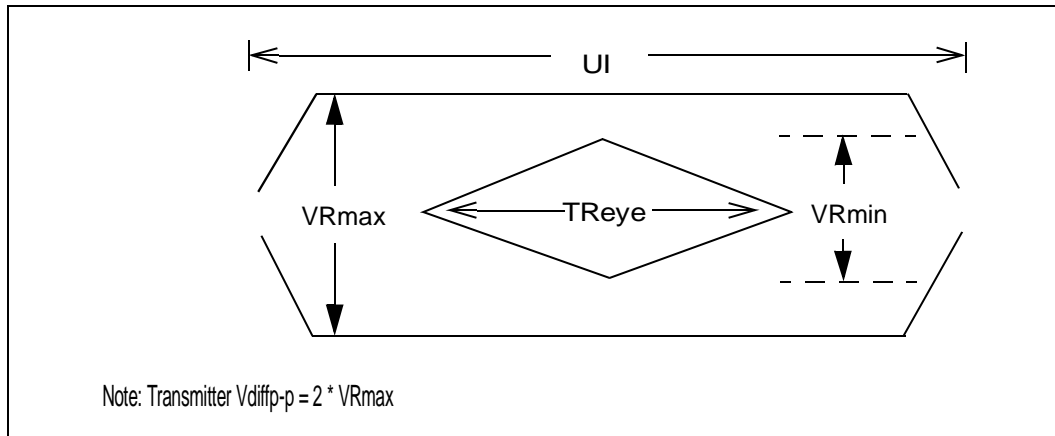 UI
VRmax
TReye
VRmin
Note: Transmitter Vdiffp-p = 2 * VRmax